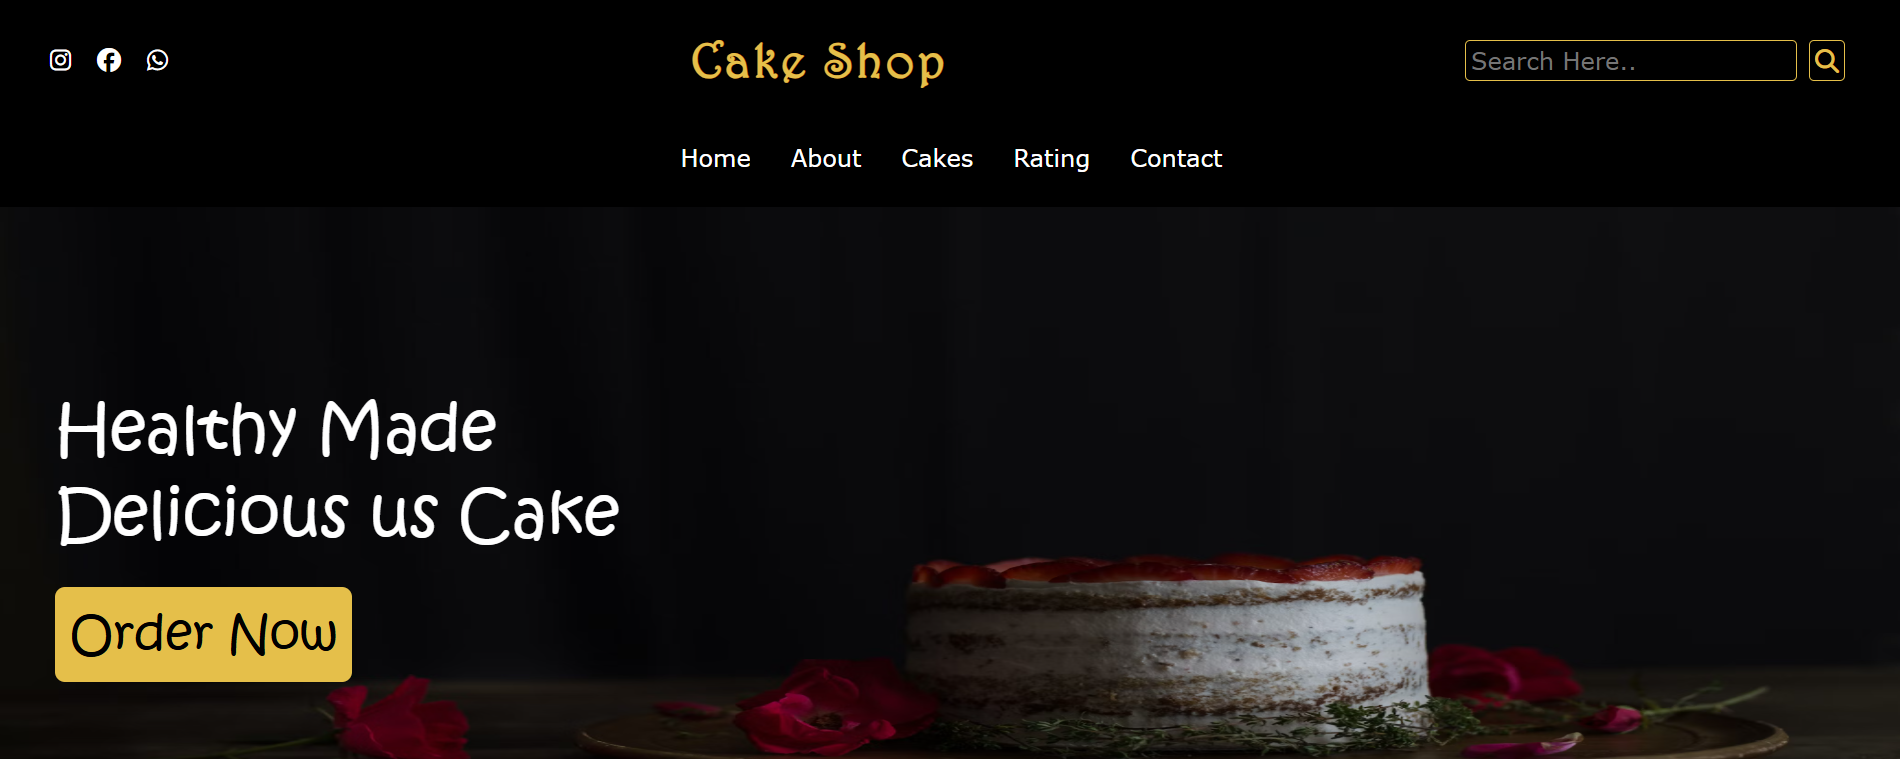 Cake Shop
Search Here..
Home About Cakes Rating Contact
Healthy Made
Delicious us Cake
Order Now